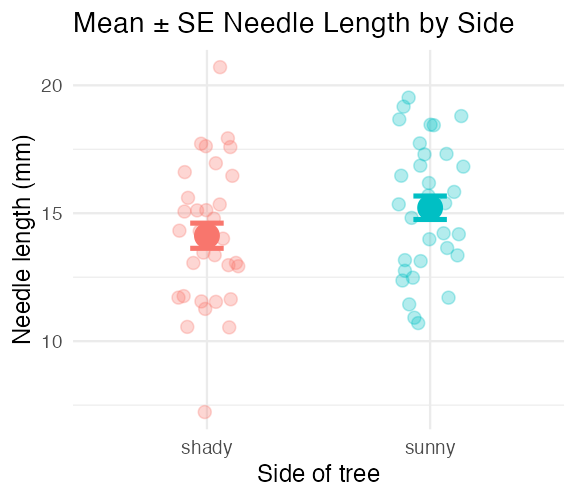 Mean ± SE Needle Length by Side
Needle length (mm)
20
15
10
shady
sunny
Side of tree